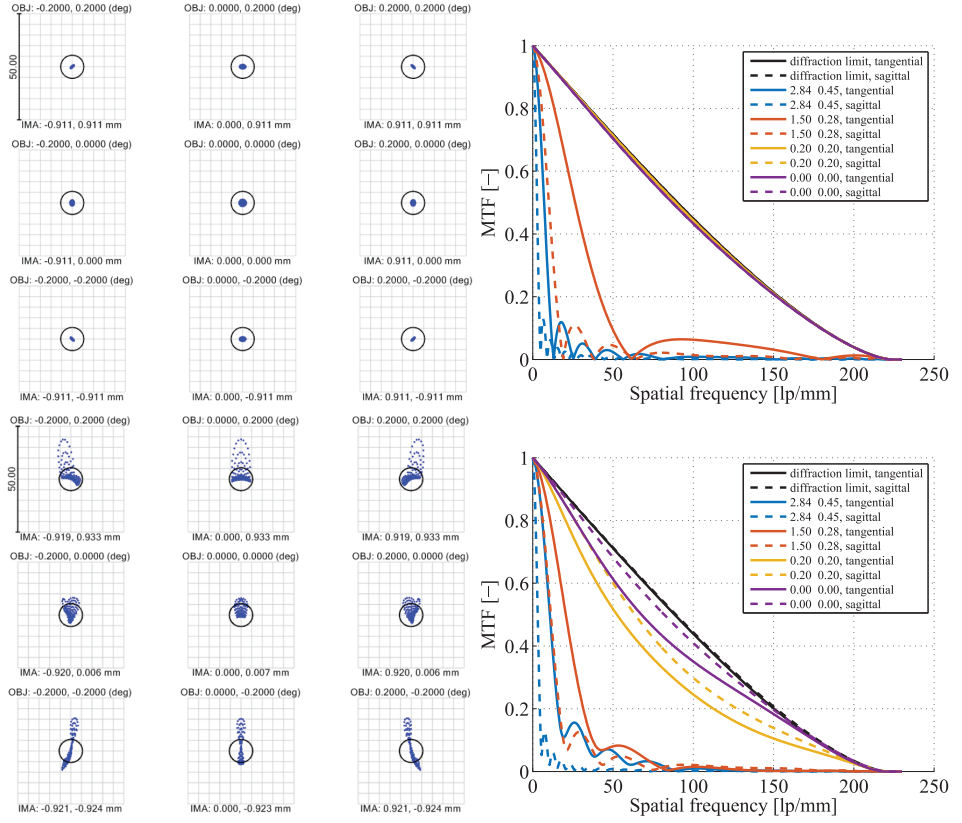 OBJ: -0.2000, 0.2000 (deg)
OBJ: 0.0000, 0.2000 (deg)
OBJ: 0.2000, 0.2000 (deg)
50.00
IMA: -0.911, 0.911 mm
IMA: 0.000, 0.911 mm
IMA: 0.911, 0.911 mm
OBJ: -0.2000, 0.0000 (deg)
OBJ: 0.0000, 0.0000 (deg)
OBJ: 0.2000, 0.0000 (deg)
IMA: -0.911, 0.000 mm
IMA: 0.000, 0.000 mm
IMA: 0.911, 0.000 mm
OBJ: -0.2000, -0.2000 (deg)
OBJ: 0.0000, -0.2000 (deg)
OBJ: 0.2000, -0.2000 (deg)
IMA: -0.911, -0.911 mm
IMA: 0.000, -0.911 mm
IMA: 0.911, -0.911 mm
1
0.8
0.6
0.4
0.2
0
MTF [–]
diffraction limit, tangential
diffraction limit, sagittal
2.84 0.45, tangential
2.84 0.45, sagittal
1.50 0.28, tangential
1.50 0.28, sagittal
0.20 0.20, tangential
0.20 0.20, sagittal
0.00 0.00, tangential
0.00 0.00, sagittal
0 50 100 150 200 250
Spatial frequency [lp/mm]
OBJ: -0.2000, 0.2000 (deg)
OBJ: 0.0000, 0.2000 (deg)
OBJ: 0.2000, 0.2000 (deg)
50.00
IMA: -0.919, 0.933 mm
IMA: 0.000, 0.933 mm
IMA: 0.919, 0.933 mm
OBJ: -0.2000, 0.0000 (deg)
OBJ: 0.0000, 0.0000 (deg)
OBJ: 0.2000, 0.0000 (deg)
IMA: -0.920, 0.006 mm
IMA: 0.000, 0.007 mm
IMA: 0.920, 0.006 mm
OBJ: -0.2000, -0.2000 (deg)
OBJ: 0.0000, -0.2000 (deg)
OBJ: 0.2000, -0.2000 (deg)
IMA: -0.921, -0.924 mm
IMA: 0.000, -0.923 mm
IMA: 0.921, -0.924 mm
1
0.8
0.6
0.4
0.2
0
MTF [–]
diffraction limit, tangential
diffraction limit, sagittal
2.84 0.45, tangential
2.84 0.45, sagittal
1.50 0.28, tangential
1.50 0.28, sagittal
0.20 0.20, tangential
0.20 0.20, sagittal
0.00 0.00, tangential
0.00 0.00, sagittal
0 50 100 150 200 250
Spatial frequency [lp/mm]